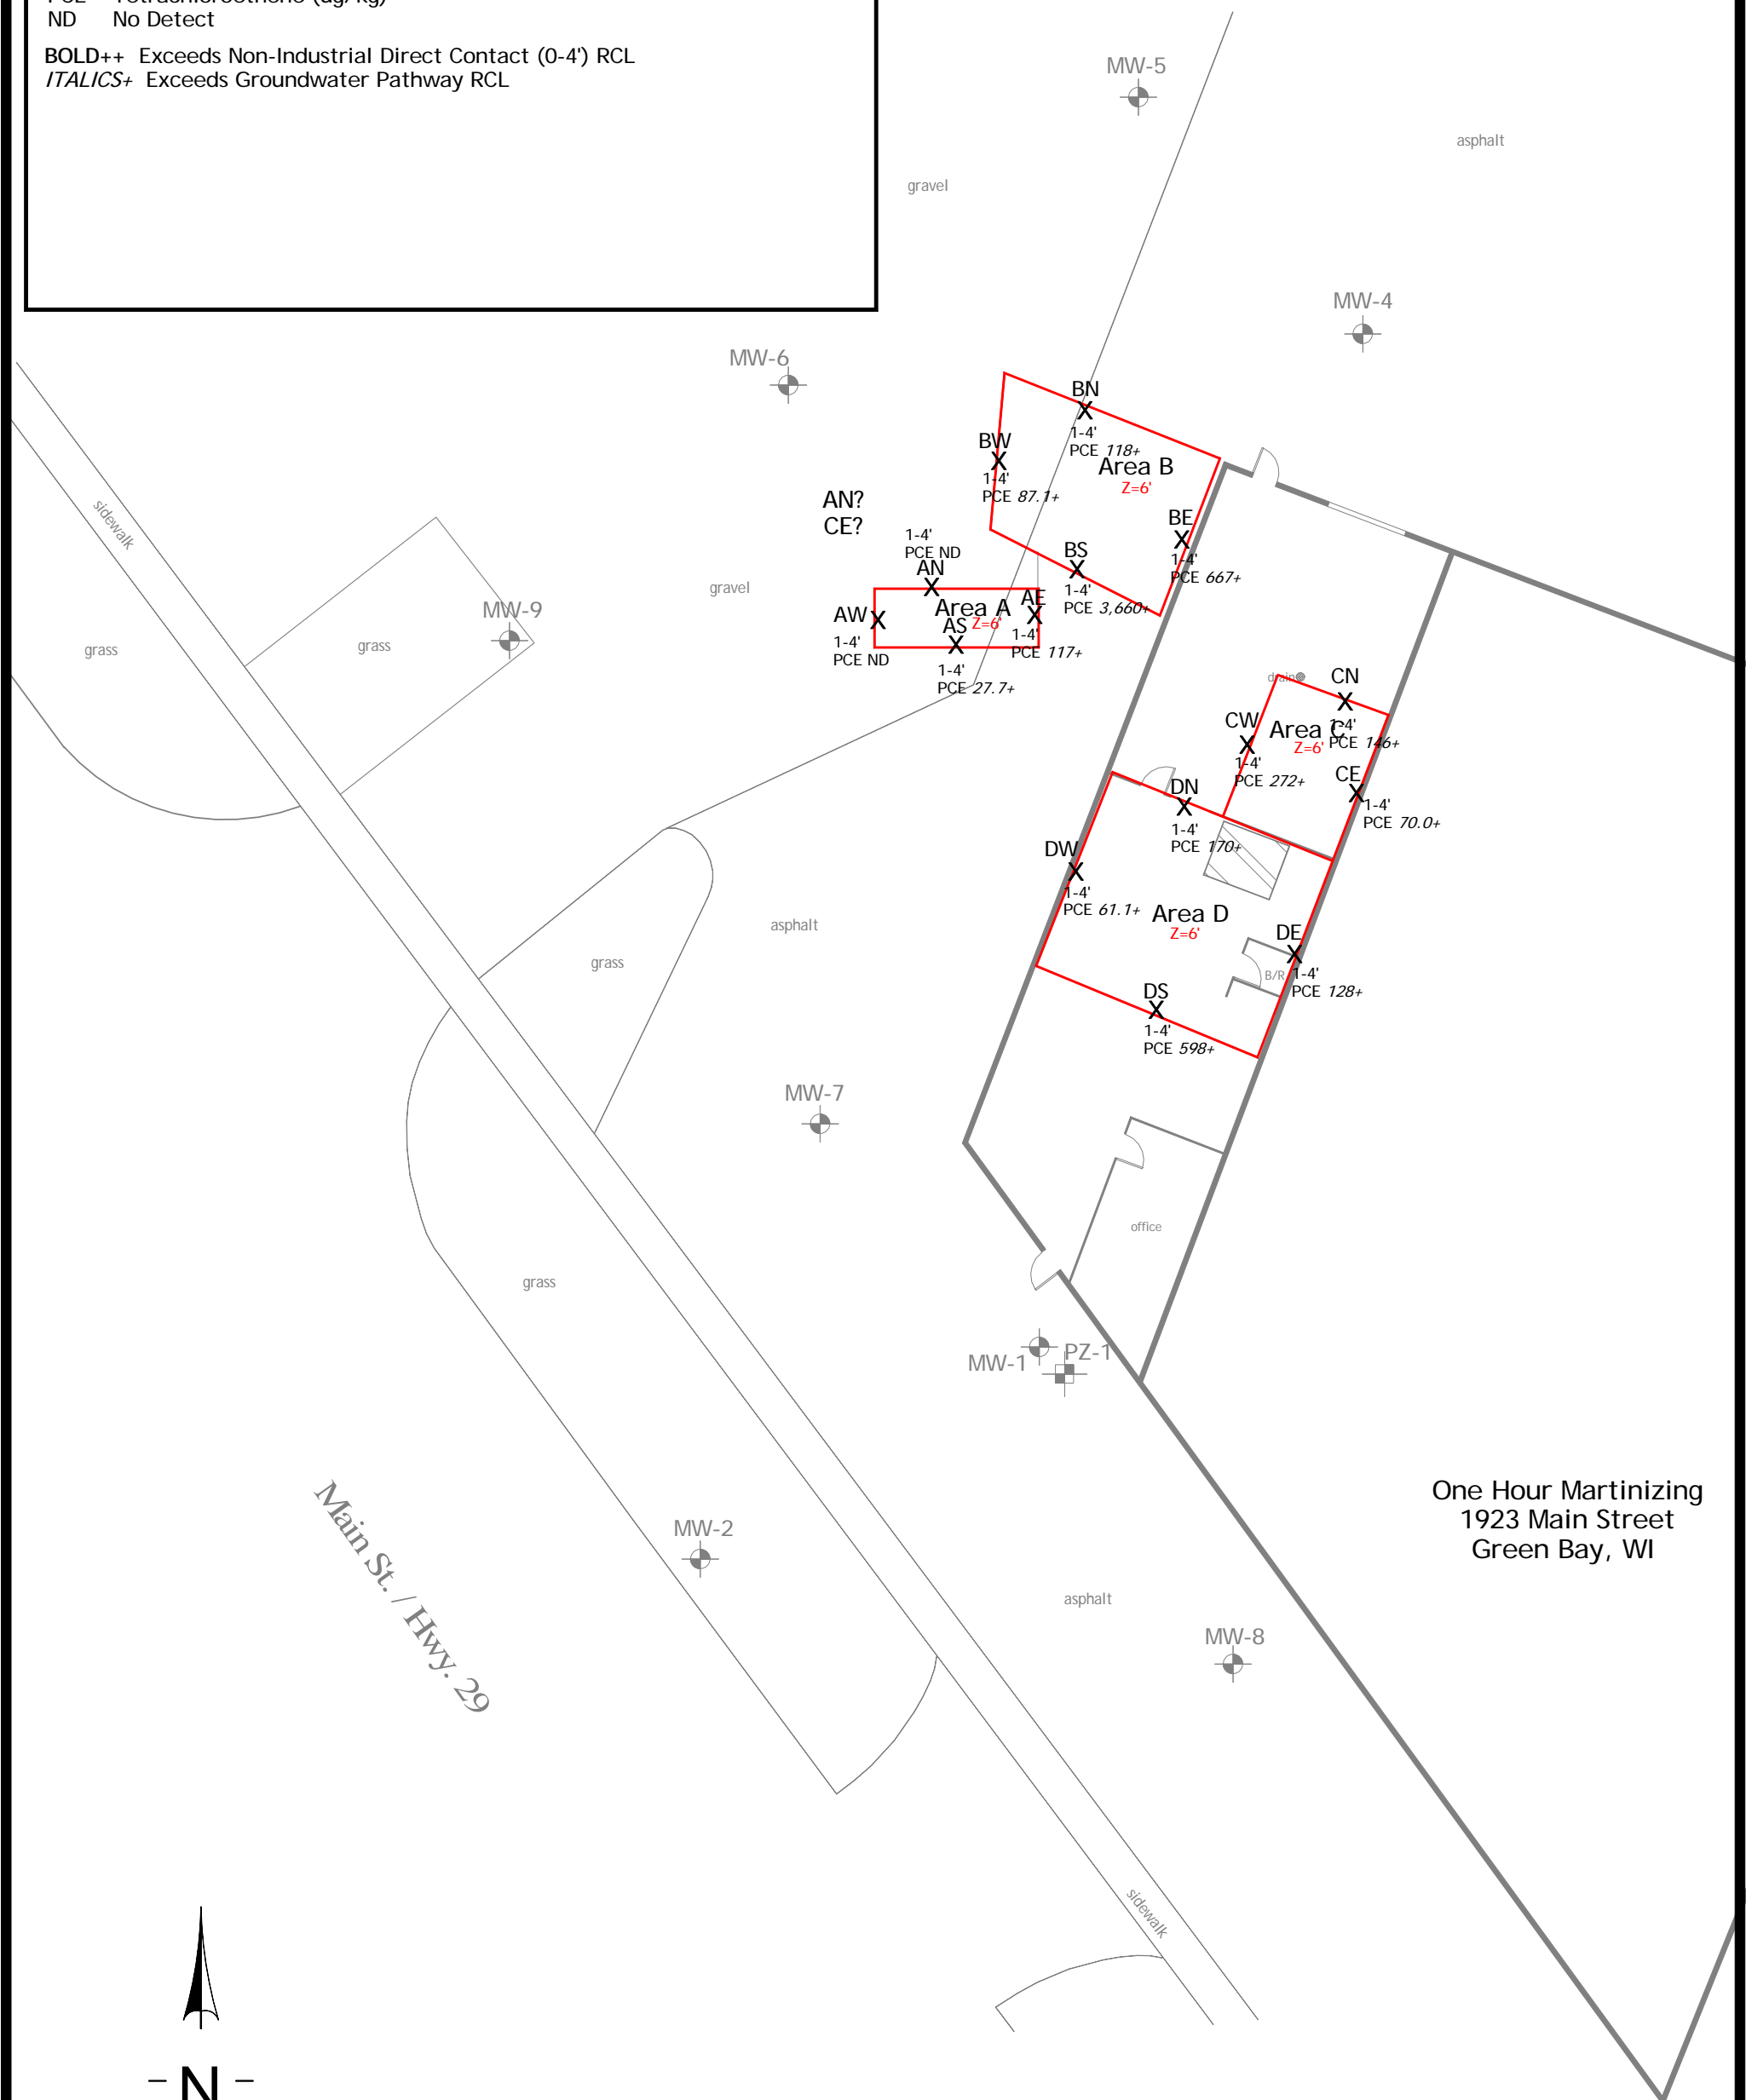 ND No Detect
BOLD++ Exceeds Non-Industrial Direct Contact (0-4') RCL
ITALICS+ Exceeds Groundwater Pathway RCL
MW-5
asphalt
gravel
MW-4
MW-6
BN
1-4'
PCE 118+
BW
1-4'
PCE 87.1+
Area B
Z=6'
AN?
CE?
sidewalk
BE
1-4'
PCE 667+
1-4'
PCE ND
AN
BS
1-4'
PCE 3,660+
gravel
MW-9
AW
1-4'
PCE ND
Area A
Z=6'
AE
1-4'
PCE 117+
AS
1-4'
PCE 27.7+
grass
grass
drain
CN
1-4'
PCE 146+
CW
1-4'
PCE 272+
Area C
Z=6'
CE
1-4'
PCE 70.0+
DN
1-4'
PCE 170+
DW
1-4'
PCE 61.1+
Area D
Z=6'
asphalt
grass
DE
B/R
1-4'
PCE 128+
DS
1-4'
PCE 598+
MW-7
office
grass
MW-1
PZ-1
One Hour Martinizing
1923 Main Street
Green Bay, WI
Main St. / Hwy. 29
MW-2
asphalt
MW-8
sidewalk
- N -